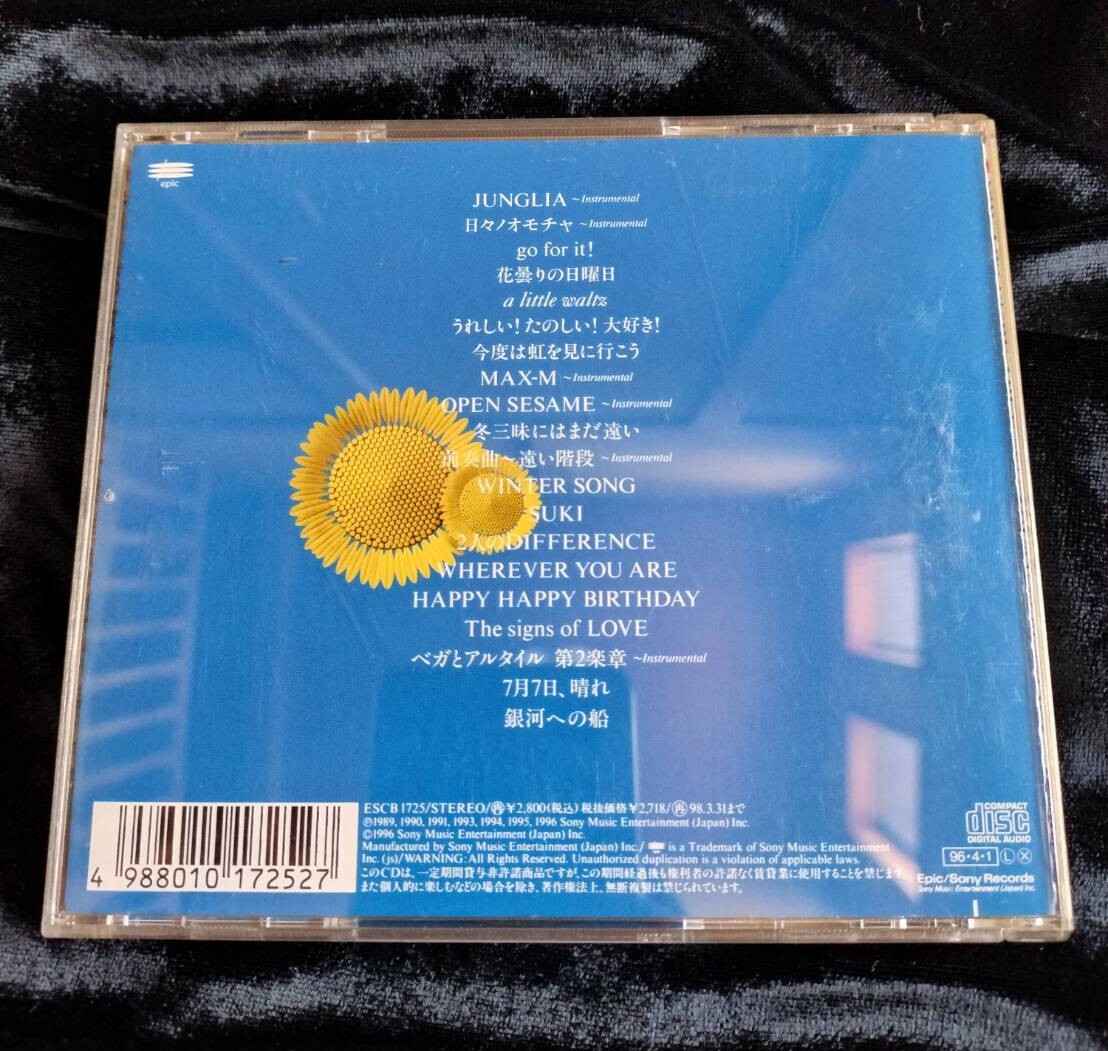 epic
JUNGLIA ~Instrumental
日々ノオモチャ ~Instrumental
go for it!
花曇りの日曜日
a little waltz
うれしい!たのしい!大好き!
今度は虹を見に行こう
MAX-M ~Instrumental
OPEN SESAME ~Instrumental
冬三昧にはまだ遠い
前奏曲~遠い階段 ~Instrumental
WINTER SONG
SUKI
2人のDIFFERENCE
WHEREVER YOU ARE
HAPPY HAPPY BIRTHDAY
The signs of LOVE
ベガとアルタイル 第2楽章 ~Instrumental
7月7日、晴れ
銀河への船
ESCB 1725/STEREO/㊞¥2,800(税込) 税抜価格¥2,718/再98.3.31まで
℗1989, 1990, 1991, 1993, 1994, 1995, 1996 Sony Music Entertainment (Japan) Inc.
©1996 Sony Music Entertainment (Japan) Inc.
Manufactured by Sony Music Entertainment (Japan) Inc./ is a Trademark of Sony Music Entertainment
Inc. (js)/WARNING: All Rights Reserved. Unauthorized duplication is a violation of applicable laws.
このCDは、一定期間貸与非許諾商品ですが、この期間経過後も権利者の許諾なく賃貸業に使用することを禁じます。
また個人的に楽しむなどの場合を除き、著作権法上、無断複製は禁じられています。
4 988010 172527
COMPACT
disc
DIGITAL AUDIO
96・4・1 L X
Epic/Sony Records
Sony Music Entertainment (Japan) Inc.